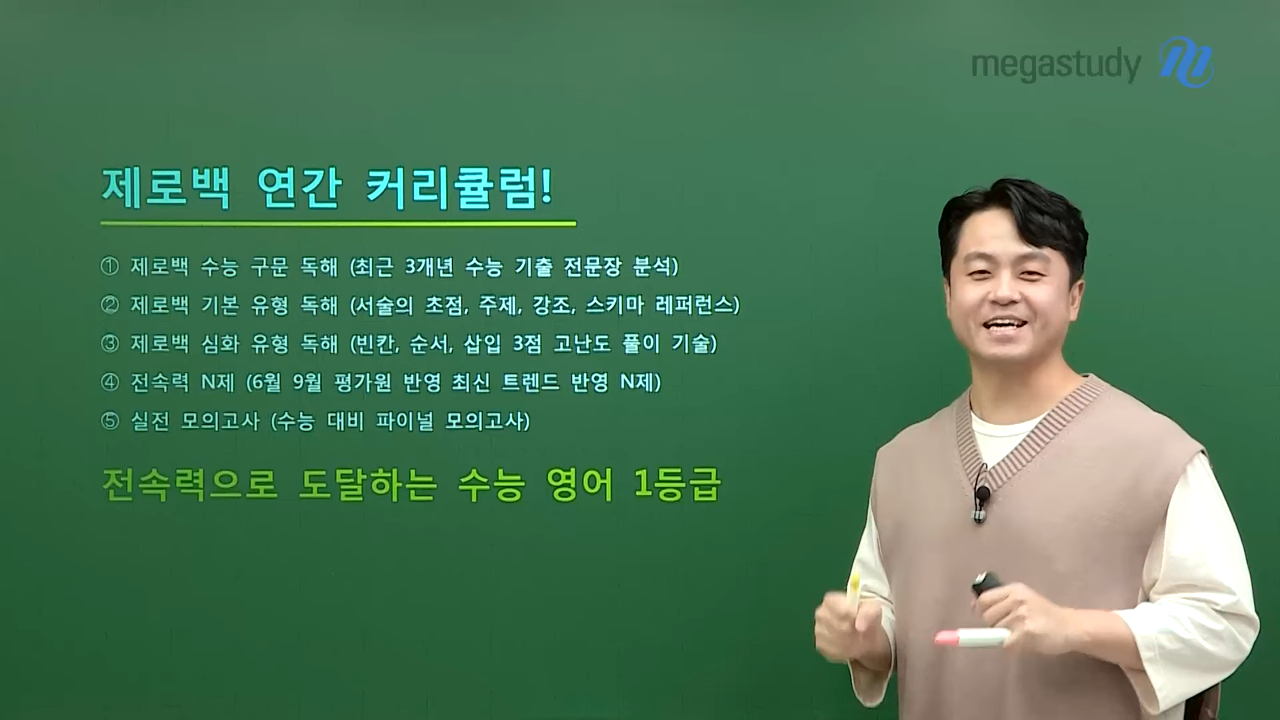 megastudy
제로백 연간 커리큘럼!
① 제로백 수능 구문 독해 (최근 3개년 수능 기출 전문장 분석)
② 제로백 기본 유형 독해 (서술의 초점, 주제, 강조, 스키마 레퍼런스)
③ 제로백 심화 유형 독해 (빈칸, 순서, 삽입 3점 고난도 풀이 기술)
④ 전속력 N제 (6월 9월 평가원 반영 최신 트렌드 반영 N제)
⑤ 실전 모의고사 (수능 대비 파이널 모의고사)
전속력으로 도달하는 수능 영어 1등급